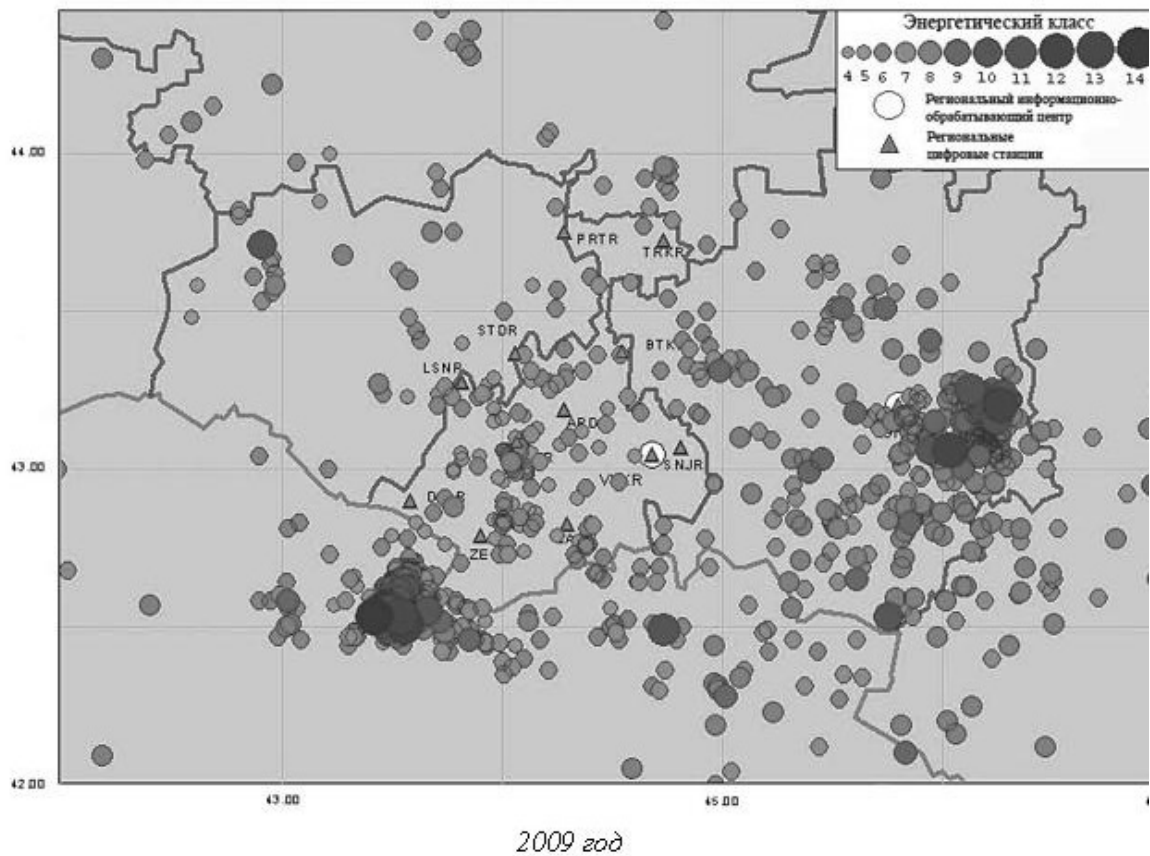 Энергетический класс
4 5 6 7 8 9 10 11 12 13 14
Региональный информационно-
обрабатывающий центр
Региональные
цифровые станции
44.00
PRTR
TRKR
STDR
BTK
LSNR
ARD
43.00
SNJR
ZE
42.00
43.00
45.00
2009 год